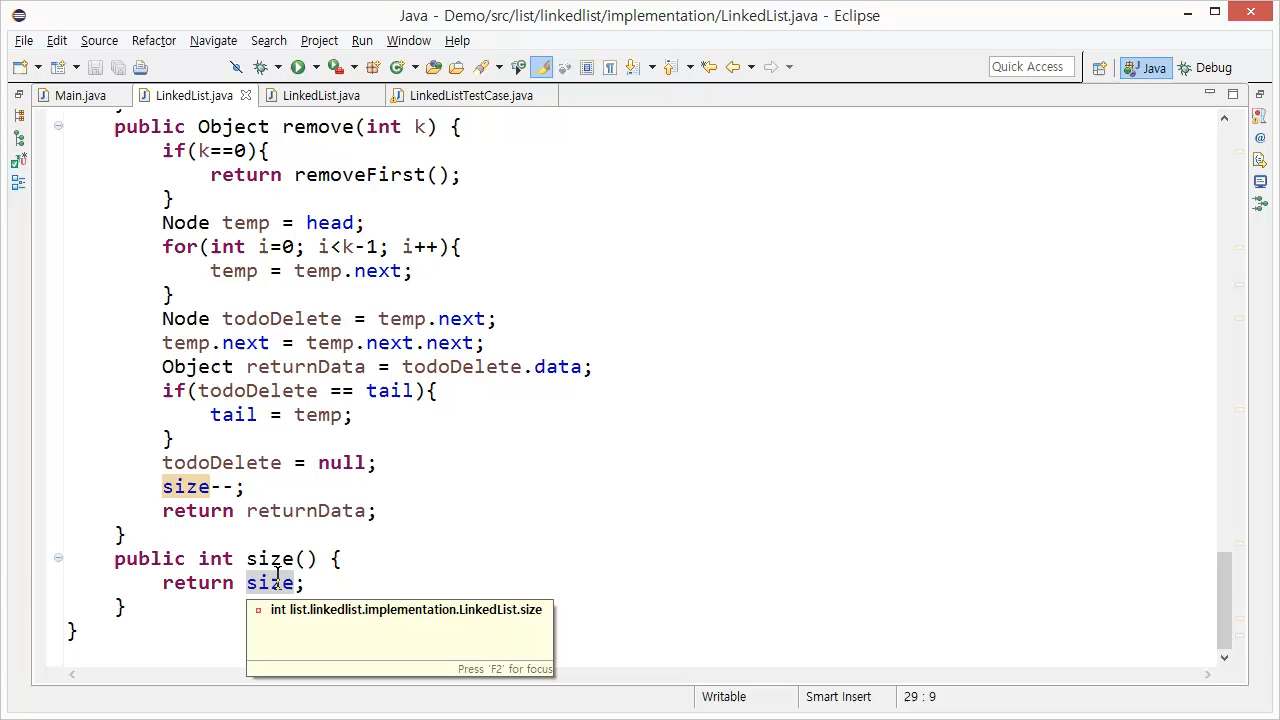 Java - Demo/src/list/linkedlist/implementation/LinkedList.java - Eclipse
File Edit Source Refactor Navigate Search Project Run Window Help
Quick Access Java Debug
Main.java LinkedList.java LinkedList.java LinkedListTestCase.java
public Object remove(int k) {
if(k==0){
return removeFirst();
}
Node temp = head;
for(int i=0; i<k-1; i++){
temp = temp.next;
}
Node todoDelete = temp.next;
temp.next = temp.next.next;
Object returnData = todoDelete.data;
if(todoDelete == tail){
tail = temp;
}
todoDelete = null;
size--;
return returnData;
}
public int size() {
return size;
}
int list.linkedlist.implementation.LinkedList.size
}
Press 'F2' for focus
Writable Smart Insert 29 : 9